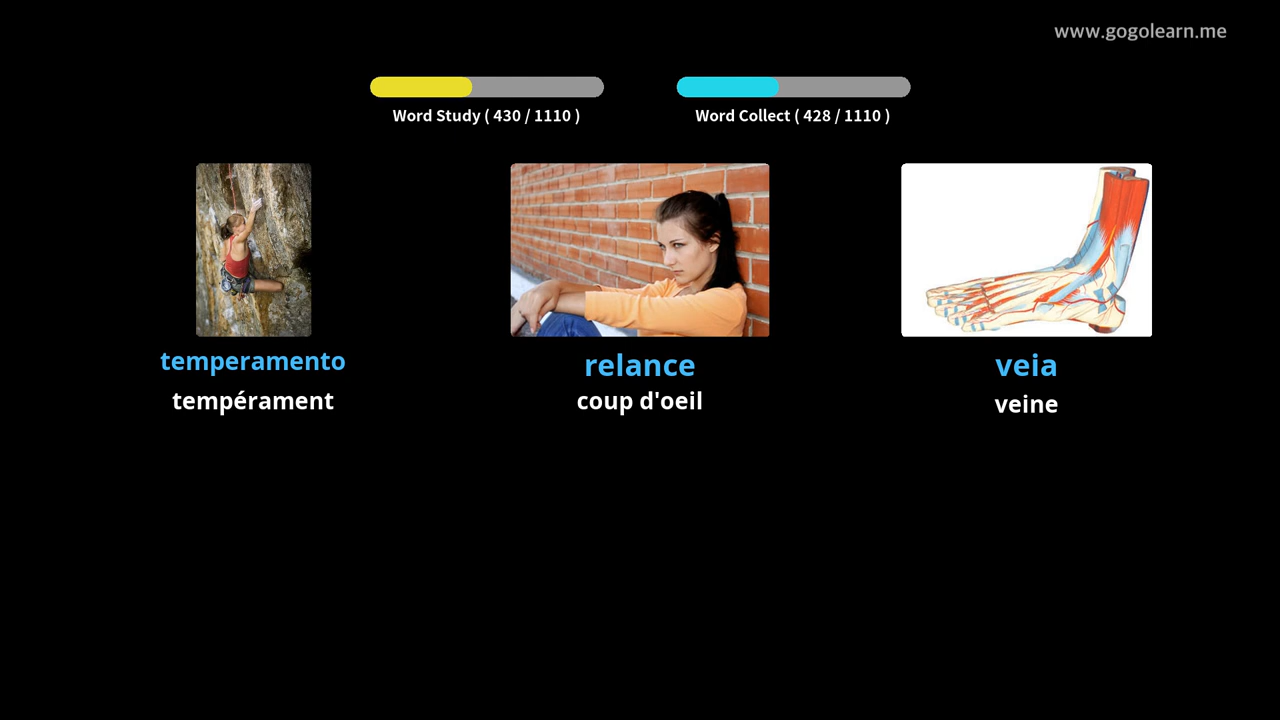 www.gogolearn.me
Word Study ( 430 / 1110 )
Word Collect ( 428 / 1110 )
temperamento
tempérament
relance
coup d'oeil
veia
veine